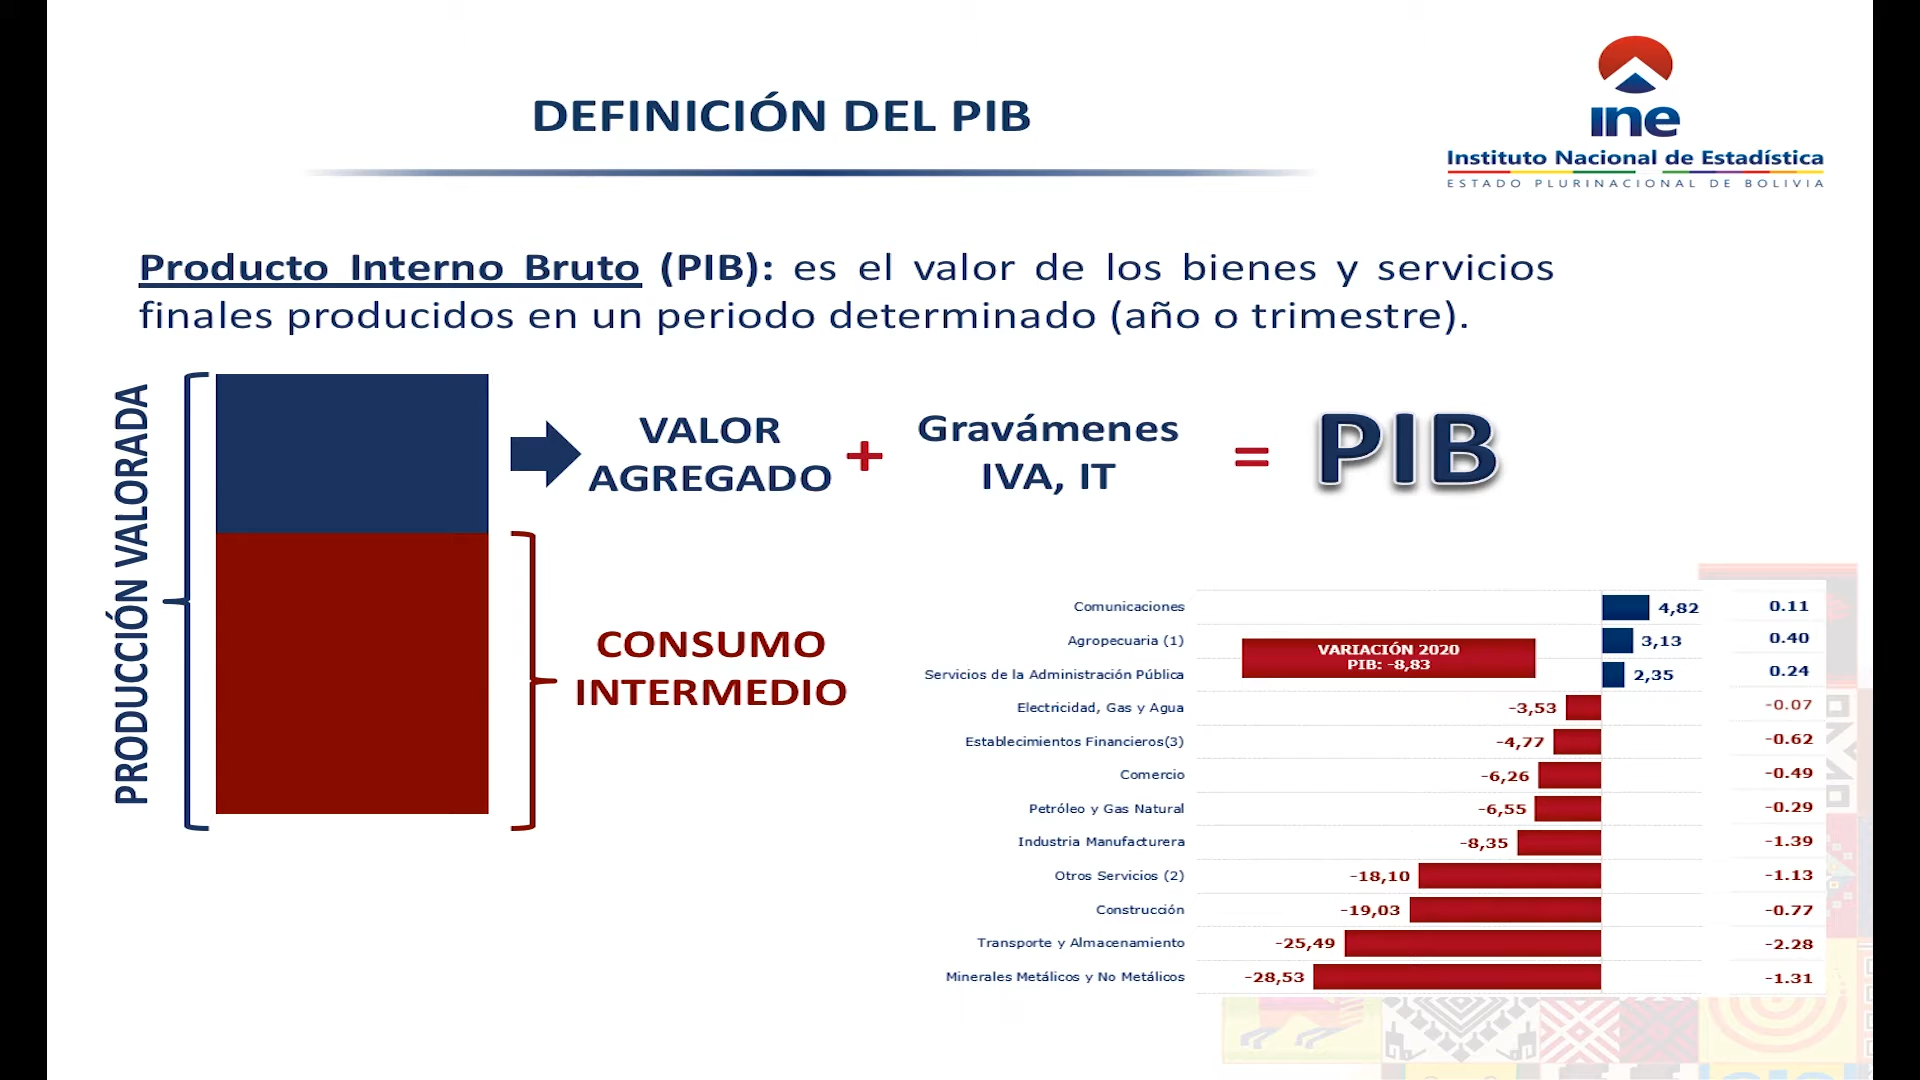 DEFINICIÓN DEL PIB
ine
Instituto Nacional de Estadística
ESTADO PLURINACIONAL DE BOLIVIA
Producto Interno Bruto (PIB): es el valor de los bienes y servicios
finales producidos en un periodo determinado (año o trimestre).
PRODUCCIÓN VALORADA
VALOR
AGREGADO
+
Gravámenes
IVA, IT
=
PIB
CONSUMO
INTERMEDIO
VARIACIÓN 2020
PIB: -8,83
Comunicaciones 4,82 0.11
Agropecuaria (1) 3,13 0.40
Servicios de la Administración Pública 2,35 0.24
Electricidad, Gas y Agua -3,53 -0.07
Establecimientos Financieros(3) -4,77 -0.62
Comercio -6,26 -0.49
Petróleo y Gas Natural -6,55 -0.29
Industria Manufacturera -8,35 -1.39
Otros Servicios (2) -18,10 -1.13
Construcción -19,03 -0.77
Transporte y Almacenamiento -25,49 -2.28
Minerales Metálicos y No Metálicos -28,53 -1.31